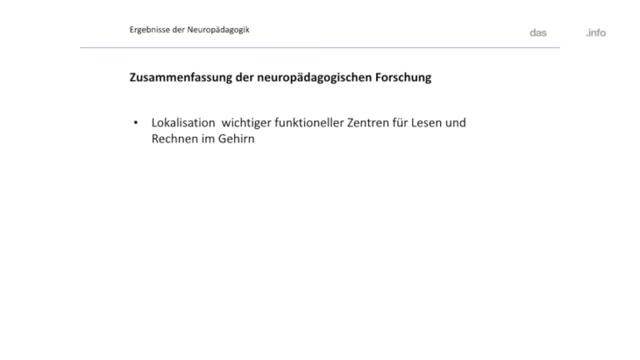 Ergebnisse der Neuropädagogik
das .info
Zusammenfassung der neuropädagogischen Forschung
• Lokalisation wichtiger funktioneller Zentren für Lesen und
Rechnen im Gehirn